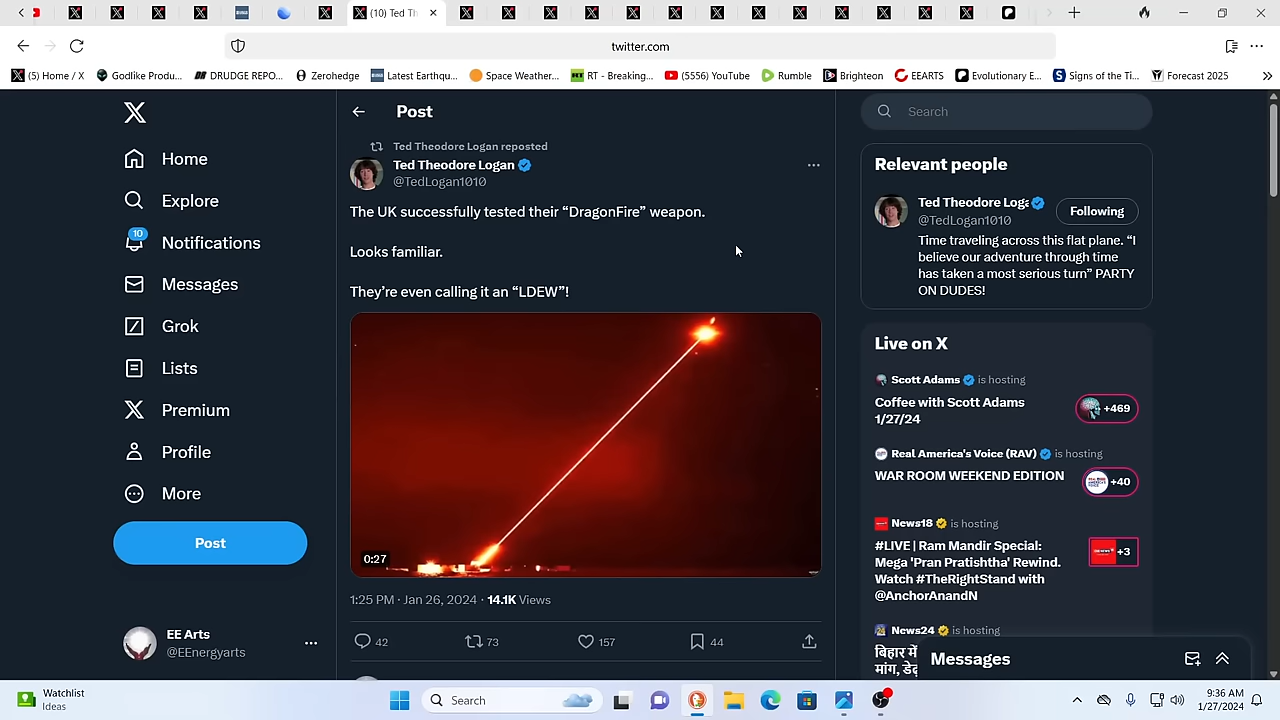 (10) Ted Th
twitter.com
(5) Home / X
Godlike Produ...
DRUDGE REPO...
Zerohedge
Latest Earthqu...
Space Weather...
RT - Breaking...
(5556) YouTube
Rumble
Brighteon
EEARTS
Evolutionary E...
Signs of the Ti...
Forecast 2025
Post
Search
Home
Explore
10
Notifications
Messages
Grok
Lists
Premium
Profile
More
Post
EE Arts
@EEnergyarts
Ted Theodore Logan reposted
Ted Theodore Logan
@TedLogan1010
The UK successfully tested their “DragonFire” weapon.
Looks familiar.
They’re even calling it an “LDEW”!
0:27
1:25 PM · Jan 26, 2024 · 14.1K Views
42
73
157
44
Relevant people
Ted Theodore Loga
@TedLogan1010
Following
Time traveling across this flat plane. “I
believe our adventure through time
has taken a most serious turn” PARTY
ON DUDES!
Live on X
Scott Adams is hosting
Coffee with Scott Adams
1/27/24
+469
Real America's Voice (RAV) is hosting
WAR ROOM WEEKEND EDITION
+40
News18 is hosting
#LIVE | Ram Mandir Special:
Mega 'Pran Pratishtha' Rewind.
Watch #TheRightStand with
@AnchorAnandN
+3
News24 is hosting
बिहार में
Messages
Watchlist
Ideas
Search
9:36 AM
1/27/2024